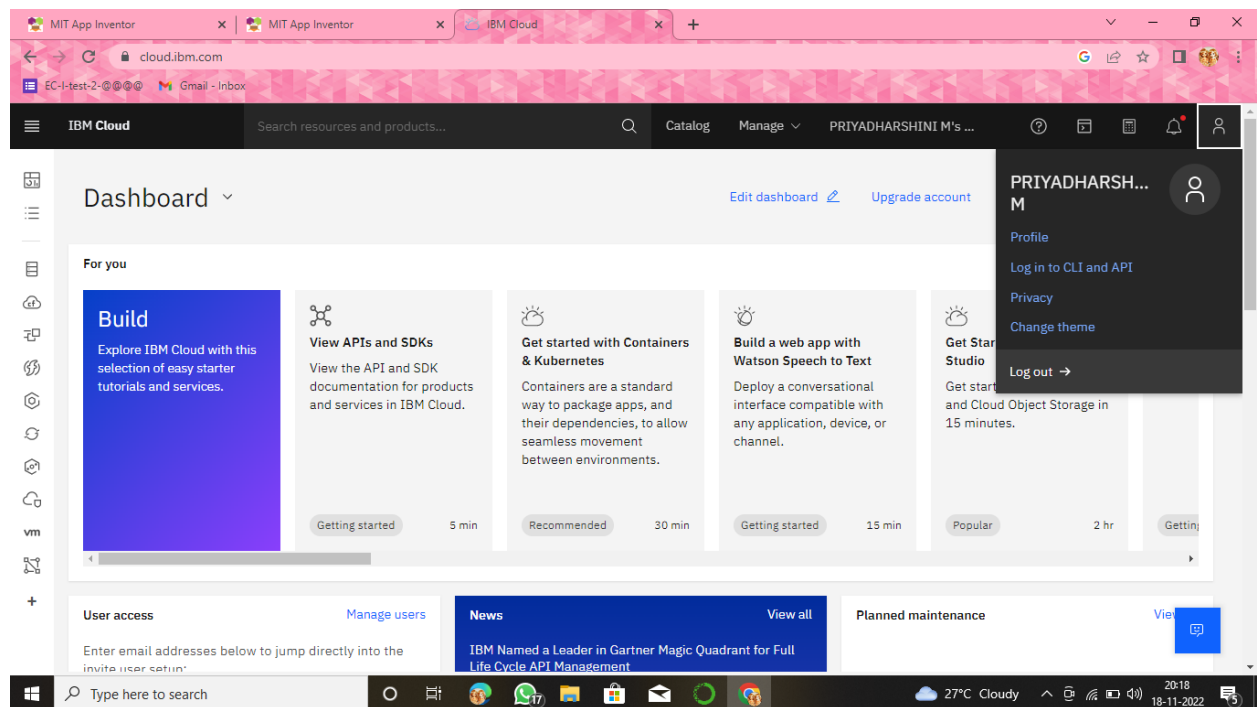 MIT App Inventor
MIT App Inventor
IBM Cloud
cloud.ibm.com
EC-I-test-2-@@@@
Gmail - Inbox
IBM Cloud
Search resources and products...
Catalog
Manage
PRIYADHARSHINI M's ...
PRIYADHARSH...
M
Profile
Log in to CLI and API
Privacy
Change theme
Log out →
Dashboard
Edit dashboard
Upgrade account
For you
Build
Explore IBM Cloud with this
selection of easy starter
tutorials and services.
View APIs and SDKs
View the API and SDK
documentation for products
and services in IBM Cloud.
Getting started
5 min
Get started with Containers
& Kubernetes
Containers are a standard
way to package apps, and
their dependencies, to allow
seamless movement
between environments.
Recommended
30 min
Build a web app with
Watson Speech to Text
Deploy a conversational
interface compatible with
any application, device, or
channel.
Getting started
15 min
Get Star
Studio
Get start
and Cloud Object Storage in
15 minutes.
Popular
2 hr
Getting
vm
User access
Manage users
Enter email addresses below to jump directly into the
invite user setup:
News
View all
IBM Named a Leader in Gartner Magic Quadrant for Full
Life Cycle API Management
Planned maintenance
Vie
Type here to search
17
27°C Cloudy
20:18
18-11-2022
5